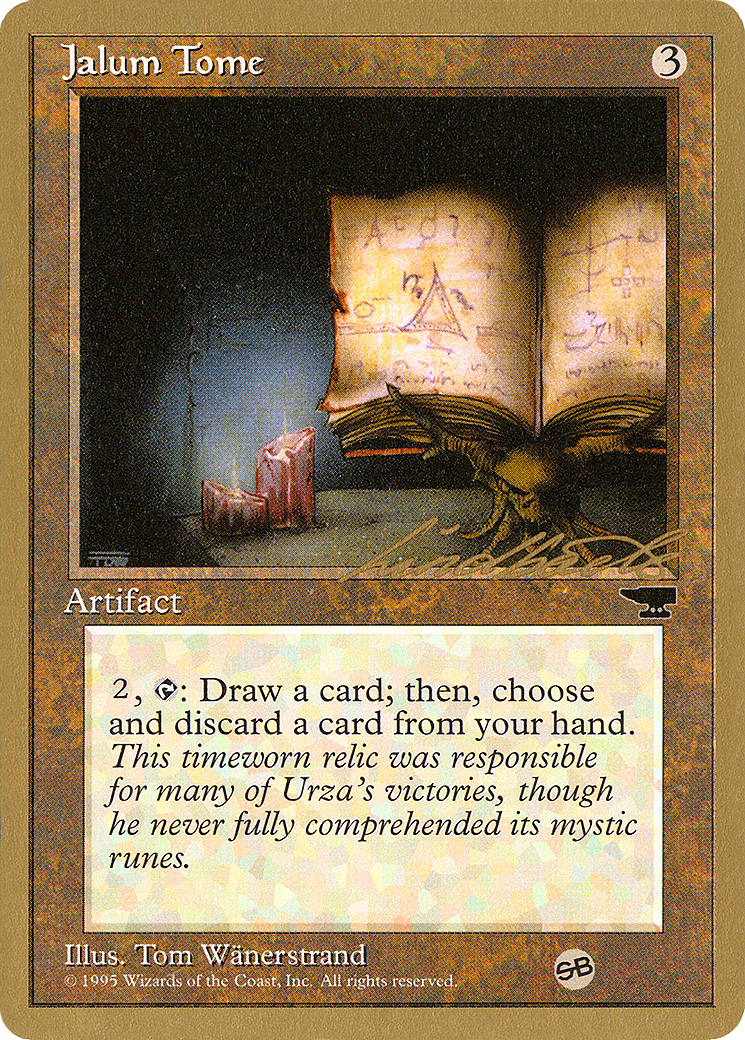 Jalum Tome 3
Artifact
2, : Draw a card; then, choose
and discard a card from your hand.
This timeworn relic was responsible
for many of Urza's victories, though
he never fully comprehended its mystic
runes.
Illus. Tom Wänerstrand
© 1995 Wizards of the Coast, Inc. All rights reserved.
SB